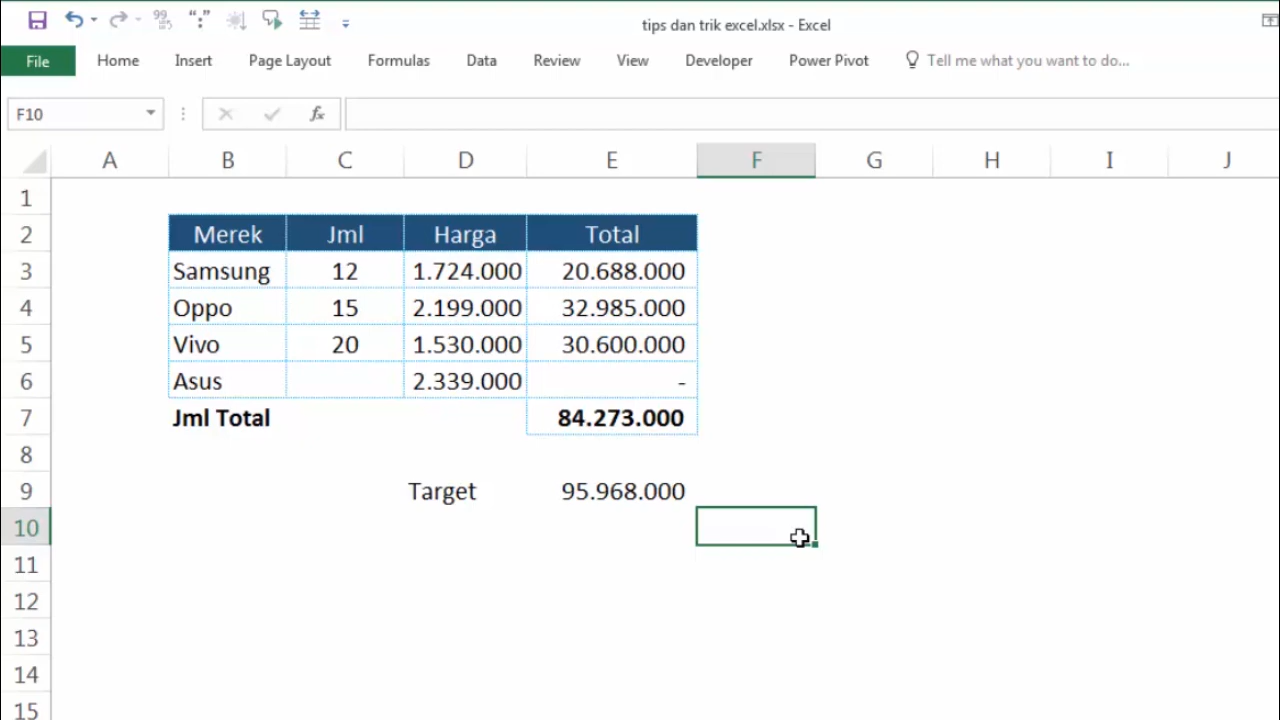 tips dan trik excel.xlsx - Excel
File Home Insert Page Layout Formulas Data Review View Developer Power Pivot Tell me what you want to do...
F10 fx
A B C D E F G H I J
1
2 Merek Jml Harga Total
3 Samsung 12 1.724.000 20.688.000
4 Oppo 15 2.199.000 32.985.000
5 Vivo 20 1.530.000 30.600.000
6 Asus 2.339.000 -
7 Jml Total 84.273.000
8
9 Target 95.968.000
10
11
12
13
14
15